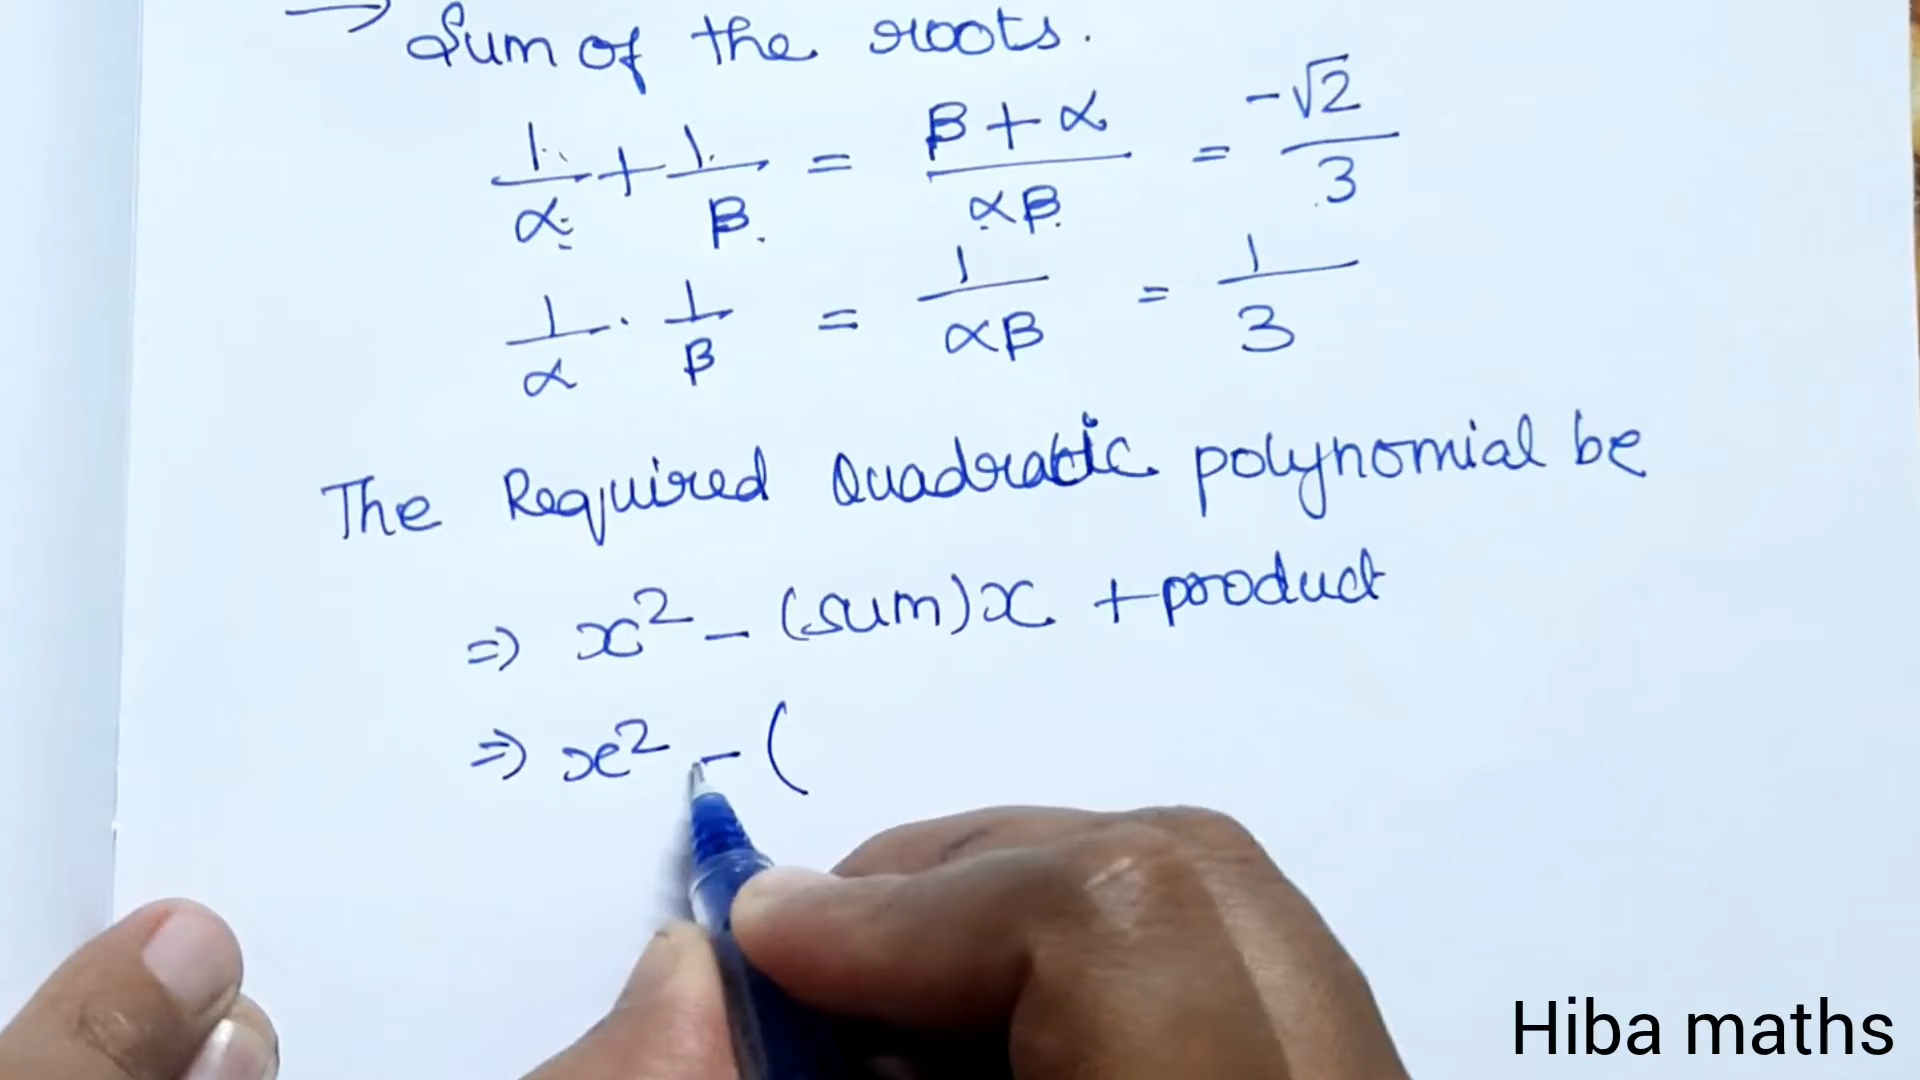 → Sum of the roots.
1/α + 1/β = β + α/αβ = -√2/3
1/α · 1/β = 1/αβ = 1/3
The Required Quadratic polynomial be
⇒ x² - (sum)x + product
⇒ x² - (
Hiba maths